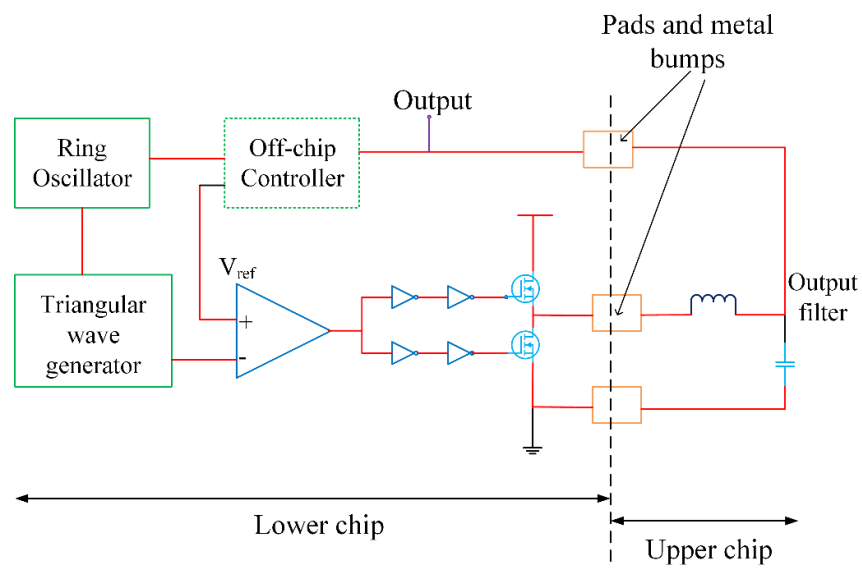 Pads and metal
bumps
Output
Ring
Oscillator
Off-chip
Controller
Vref
Triangular
wave
generator
+
-
Output
filter
Lower chip
Upper chip